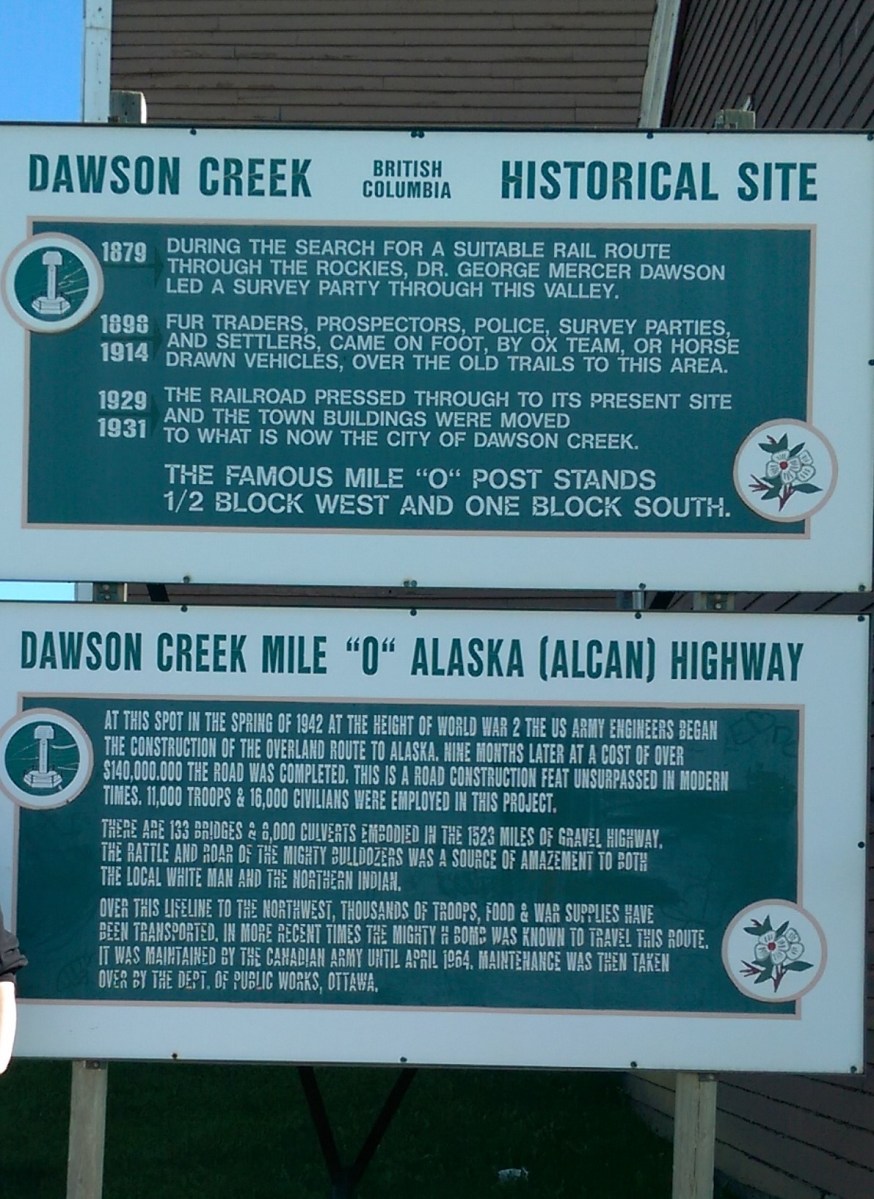 DAWSON CREEK BRITISH COLUMBIA HISTORICAL SITE
1879 DURING THE SEARCH FOR A SUITABLE RAIL ROUTE
THROUGH THE ROCKIES, DR. GEORGE MERCER DAWSON
LED A SURVEY PARTY THROUGH THIS VALLEY.
1898 FUR TRADERS, PROSPECTORS, POLICE, SURVEY PARTIES,
AND SETTLERS, CAME ON FOOT, BY OX TEAM, OR HORSE
1914 DRAWN VEHICLES, OVER THE OLD TRAILS TO THIS AREA.
1929 THE RAILROAD PRESSED THROUGH TO ITS PRESENT SITE
1931 AND THE TOWN BUILDINGS WERE MOVED
TO WHAT IS NOW THE CITY OF DAWSON CREEK.
THE FAMOUS MILE “O“ POST STANDS
1/2 BLOCK WEST AND ONE BLOCK SOUTH.
DAWSON CREEK MILE “O“ ALASKA (ALCAN) HIGHWAY
AT THIS SPOT IN THE SPRING OF 1942 AT THE HEIGHT OF WORLD WAR 2 THE US ARMY ENGINEERS BEGAN
THE CONSTRUCTION OF THE OVERLAND ROUTE TO ALASKA. NINE MONTHS LATER AT A COST OF OVER
$140,000.000 THE ROAD WAS COMPLETED. THIS IS A ROAD CONSTRUCTION FEAT UNSURPASSED IN MODERN
TIMES. 11,000 TROOPS & 16,000 CIVILIANS WERE EMPLOYED IN THIS PROJECT.
THERE ARE 133 BRIDGES & 8,000 CULVERTS EMBODIED IN THE 1523 MILES OF GRAVEL HIGHWAY.
THE RATTLE AND ROAR OF THE MIGHTY BULLDOZERS WAS A SOURCE OF AMAZEMENT TO BOTH
THE LOCAL WHITE MAN AND THE NORTHERN INDIAN.
OVER THIS LIFELINE TO THE NORTHWEST, THOUSANDS OF TROOPS, FOOD & WAR SUPPLIES HAVE
BEEN TRANSPORTED. IN MORE RECENT TIMES THE MIGHTY H BOMB WAS KNOWN TO TRAVEL THIS ROUTE.
IT WAS MAINTAINED BY THE CANADIAN ARMY UNTIL APRIL 1964. MAINTENANCE WAS THEN TAKEN
OVER BY THE DEPT. OF PUBLIC WORKS, OTTAWA.